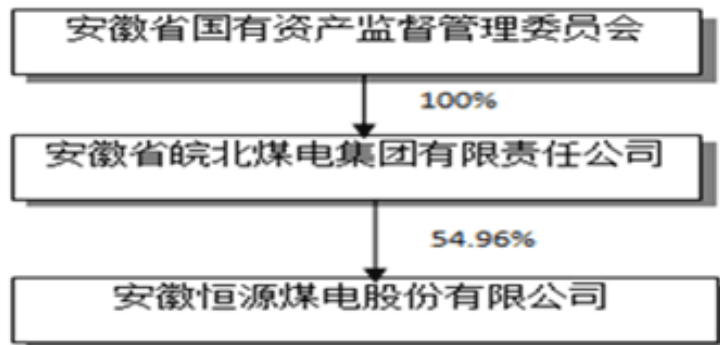 安徽省国有资产监督管理委员会
100%
安徽省皖北煤电集团有限责任公司
54.96%
安徽恒源煤电股份有限公司